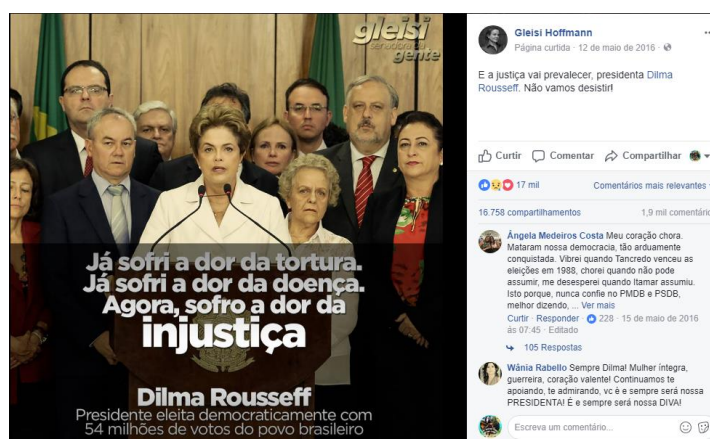 gleisi
senadora da
gente
Já sofri a dor da tortura.
Já sofri a dor da doença.
Agora, sofro a dor da
injustiça
Dilma Rousseff
Presidente eleita democraticamente com
54 milhões de votos do povo brasileiro
Gleisi Hoffmann
Página curtida · 12 de maio de 2016 ·
E a justiça vai prevalecer, presidenta Dilma
Rousseff. Não vamos desistir!
Curtir Comentar Compartilhar
17 mil Comentários mais relevantes
16.758 compartilhamentos 1,9 mil comentário
Ângela Medeiros Costa Meu coração chora.
Mataram nossa democracia, tão arduamente
conquistada. Vibrei quando Tancredo venceu as
eleições em 1988, chorei quando não pode
assumir, me desesperei quando Itamar assumiu.
Isto porque, nunca confie no PMDB e PSDB,
melhor dizendo, ... Ver mais
Curtir · Responder · 228 · 15 de maio de 2016
às 07:45 · Editado
105 Respostas
Wânia Rabello Sempre Dilma! Mulher íntegra,
guerreira, coração valente! Continuamos te
apoiando, te admirando, vc è e sempre será nossa
PRESIDENTA! É e sempre será nossa DIVA!
Escreva um comentário...